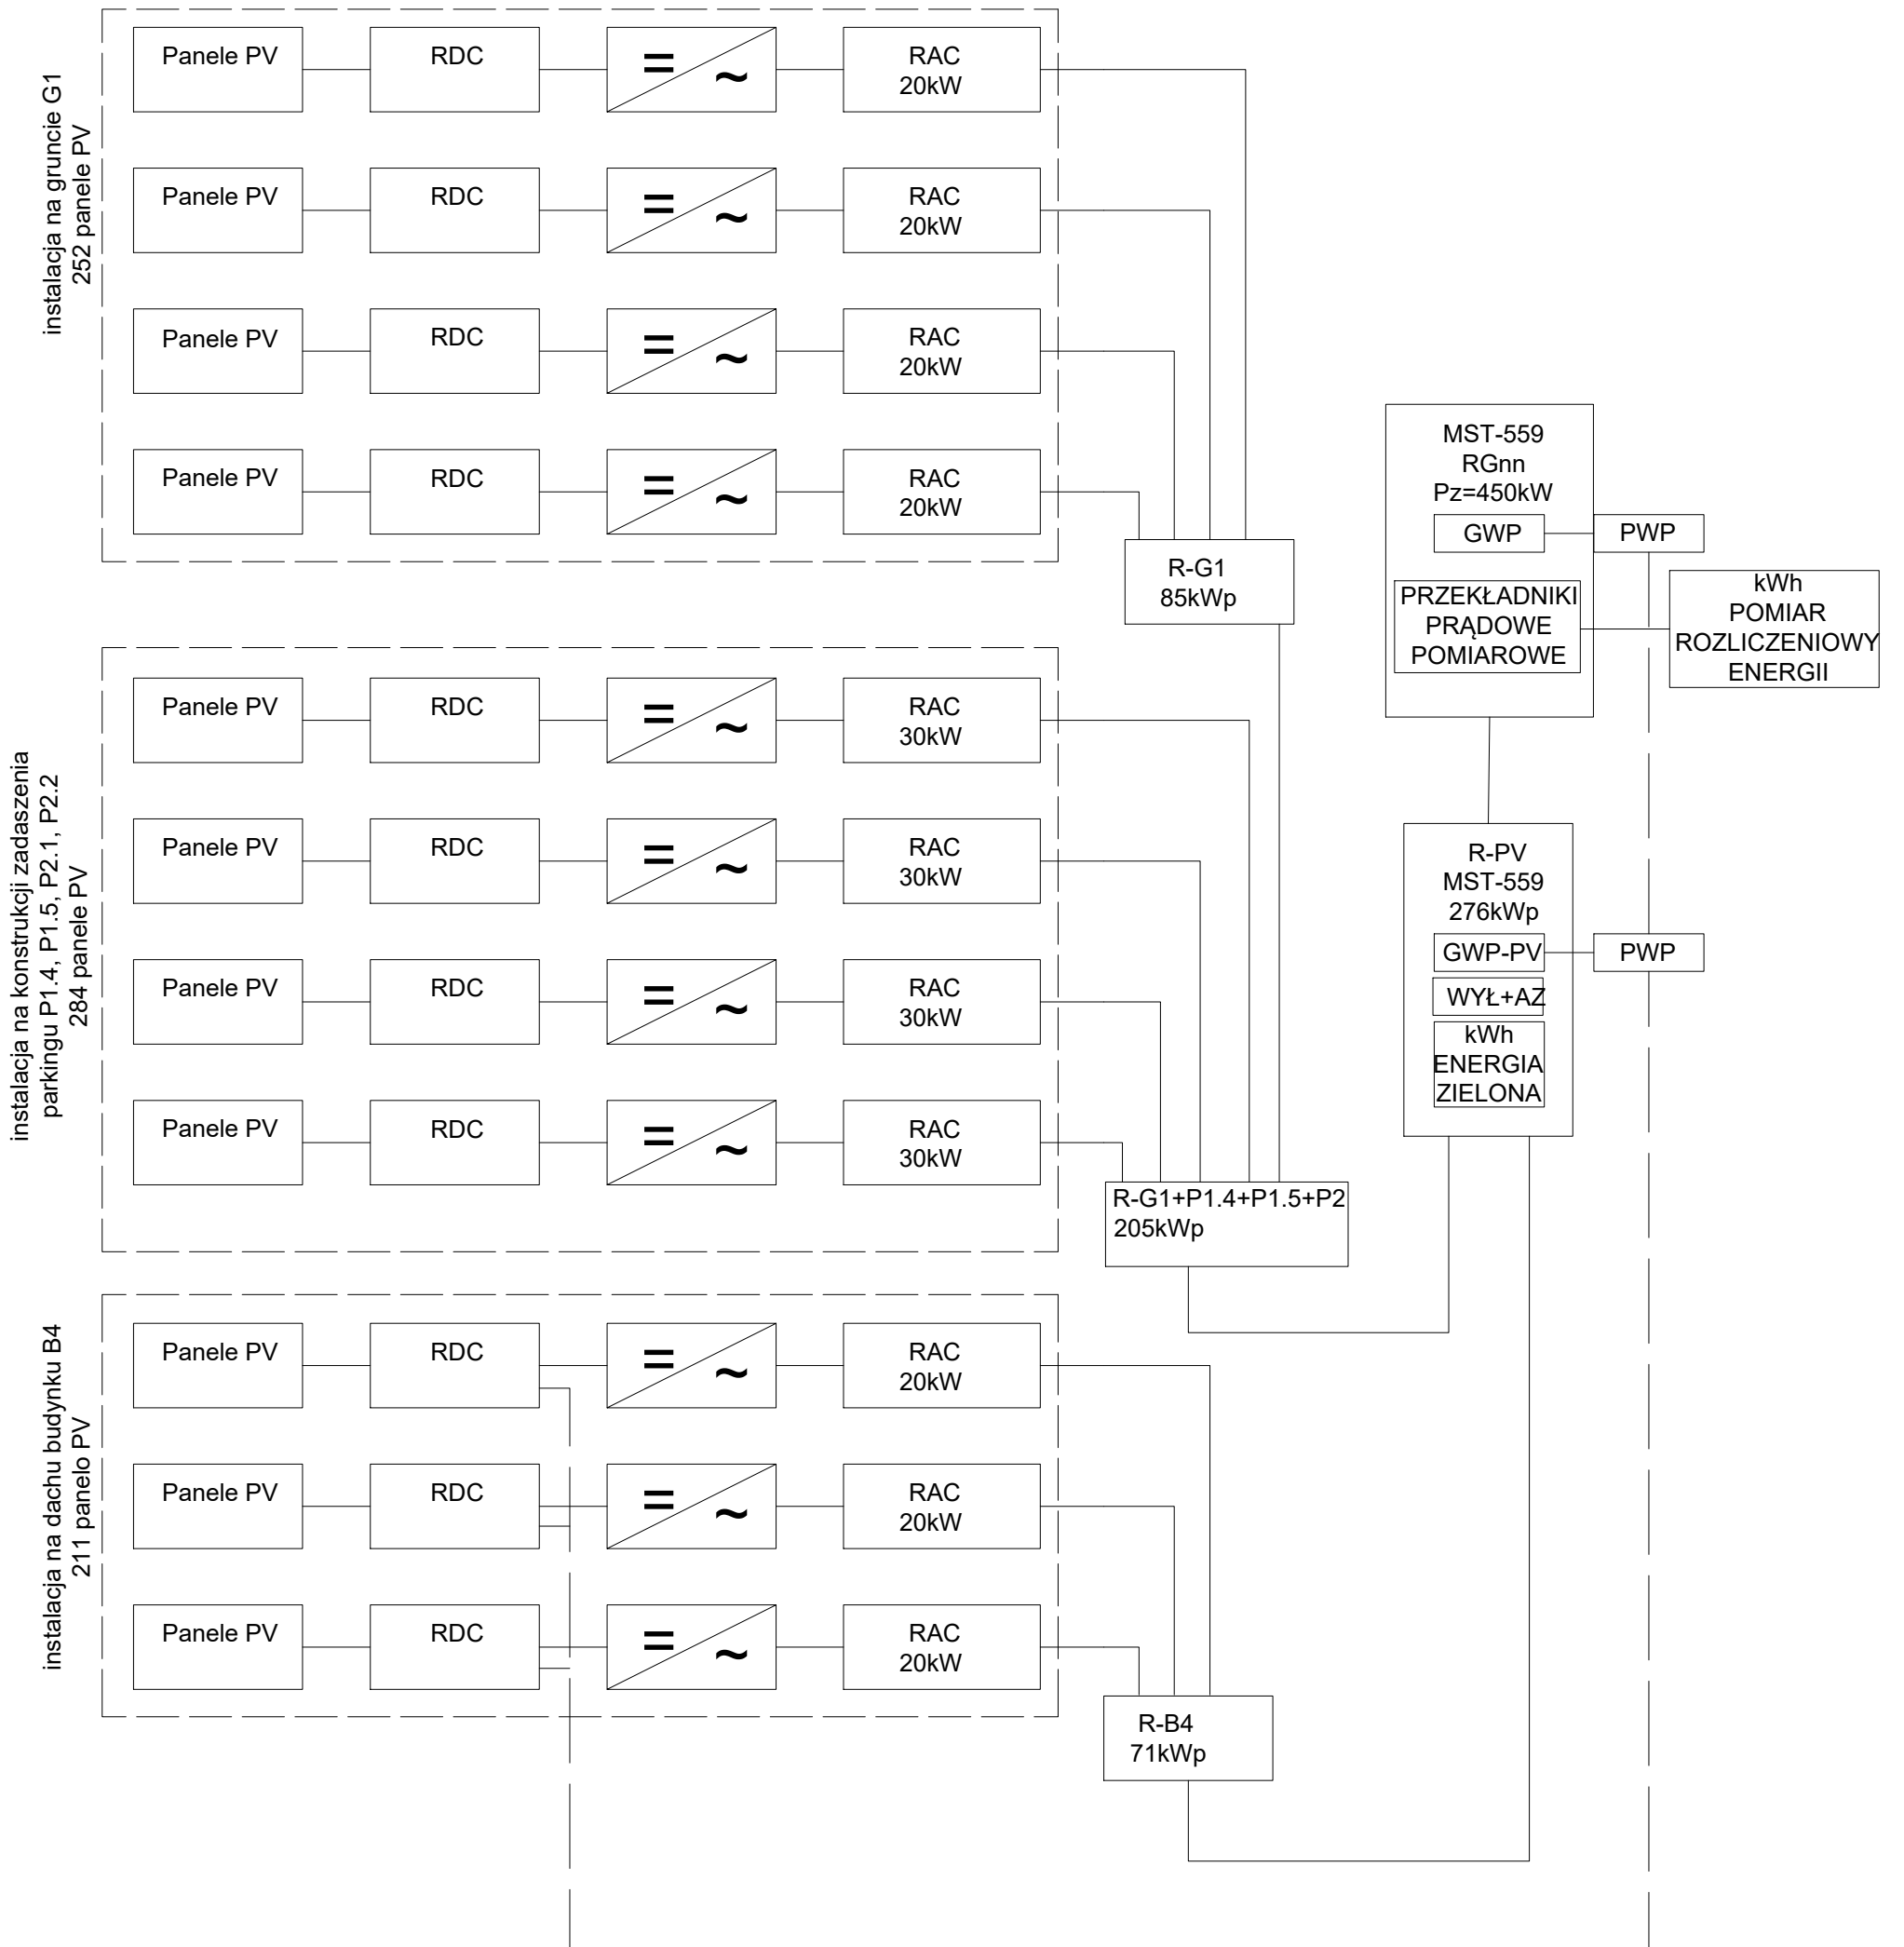 instalacja na gruncie G1
252 panele PV
Panele PV
RDC
=
~
RAC
20kW
Panele PV
RDC
=
~
RAC
20kW
Panele PV
RDC
=
~
RAC
20kW
Panele PV
RDC
=
~
RAC
20kW
R-G1
85kWp
instalacja na konstrukcji zadaszenia
parkingu P1.4, P1.5, P2.1, P2.2
284 panele PV
Panele PV
RDC
=
~
RAC
30kW
Panele PV
RDC
=
~
RAC
30kW
Panele PV
RDC
=
~
RAC
30kW
Panele PV
RDC
=
~
RAC
30kW
R-G1+P1.4+P1.5+P2
205kWp
instalacja na dachu budynku B4
211 panelo PV
Panele PV
RDC
=
~
RAC
20kW
Panele PV
RDC
=
~
RAC
20kW
Panele PV
RDC
=
~
RAC
20kW
R-B4
71kWp
MST-559
RGnn
Pz=450kW
GWP
PWP
PRZEKŁADNIKI
PRĄDOWE
POMIAROWE
kWh
POMIAR
ROZLICZENIOWY
ENERGII
R-PV
MST-559
276kWp
GWP-PV
PWP
WYŁ+AZ
kWh
ENERGIA
ZIELONA